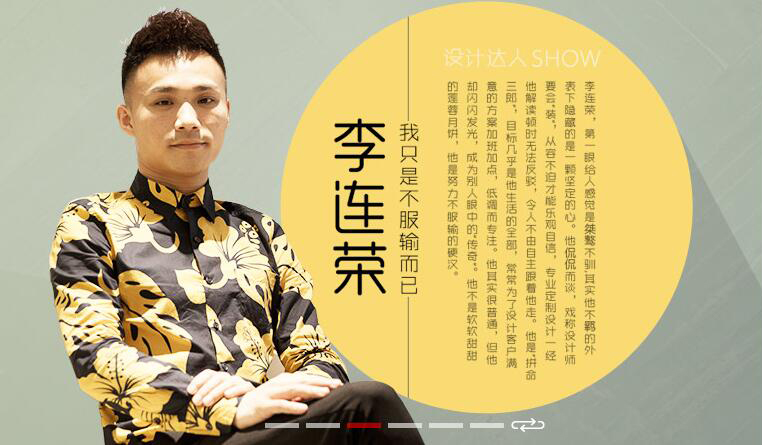 设计达人SHOW
李连荣
我只是不服输而已
李连荣，第一眼给人感觉是桀骜不驯其实他不羁的外
表下隐藏的是一颗坚定的心。他侃侃而谈，戏称设计师
要会“装”，从容不迫才能乐观自信，专业定制设计一经
他解读顿时无法反驳，令人不由自主跟着他走。他是“拼命
三郎”，目标几乎是他生活的全部，常常为了设计客户满
意的方案加班加点，低调而专注。他其实很普通，但他
却闪闪发光，成为别人眼中的“传奇”。他不是软软甜甜
的莲蓉月饼，他是努力不服输的硬汉。